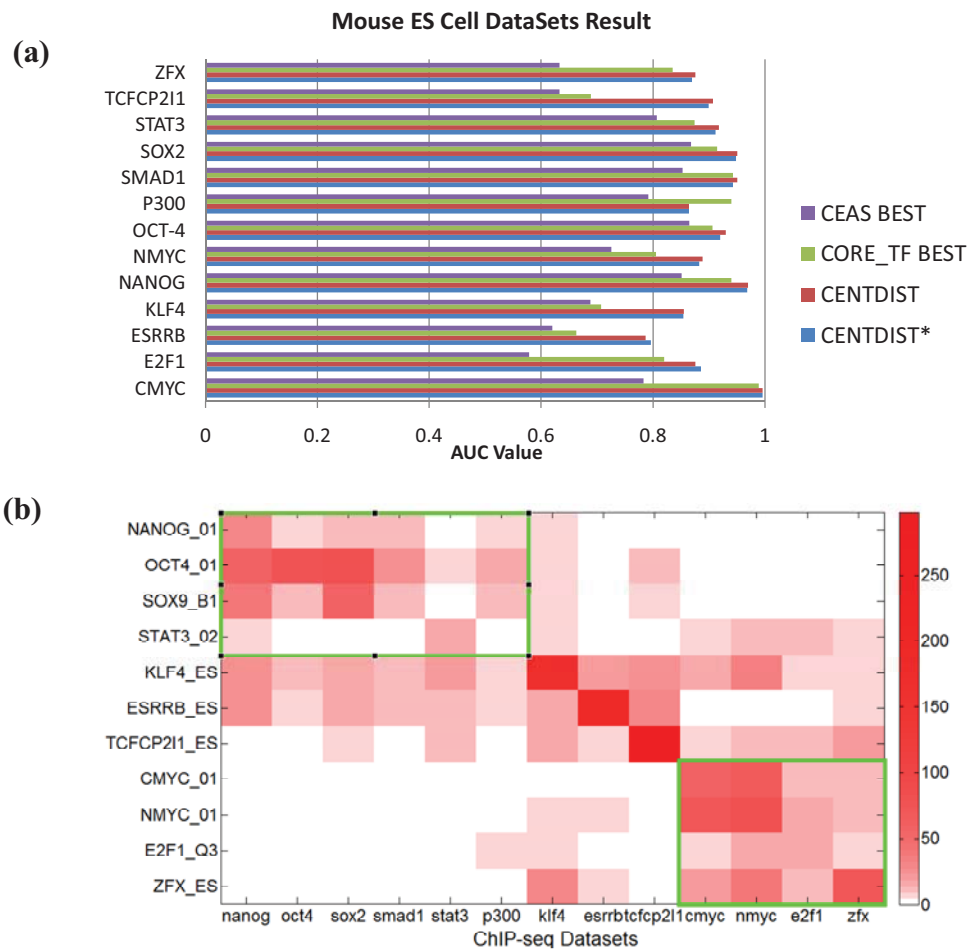 Mouse ES Cell DataSets Result
(a)
ZFX
TCFCP2I1
STAT3
SOX2
SMAD1
P300
OCT-4
NMYC
NANOG
KLF4
ESRRB
E2F1
CMYC
0 0.2 0.4 0.6 0.8 1
AUC Value
CEAS BEST
CORE_TF BEST
CENTDIST
CENTDIST*
(b)
NANOG_01
OCT4_01
SOX9_B1
STAT3_02
KLF4_ES
ESRRB_ES
TCFCP2I1_ES
CMYC_01
NMYC_01
E2F1_Q3
ZFX_ES
nanog oct4 sox2 smad1 stat3 p300 klf4 esrrbtcfcp2l1 cmyc nmyc e2f1 zfx
ChIP-seq Datasets
250
200
150
100
50
0